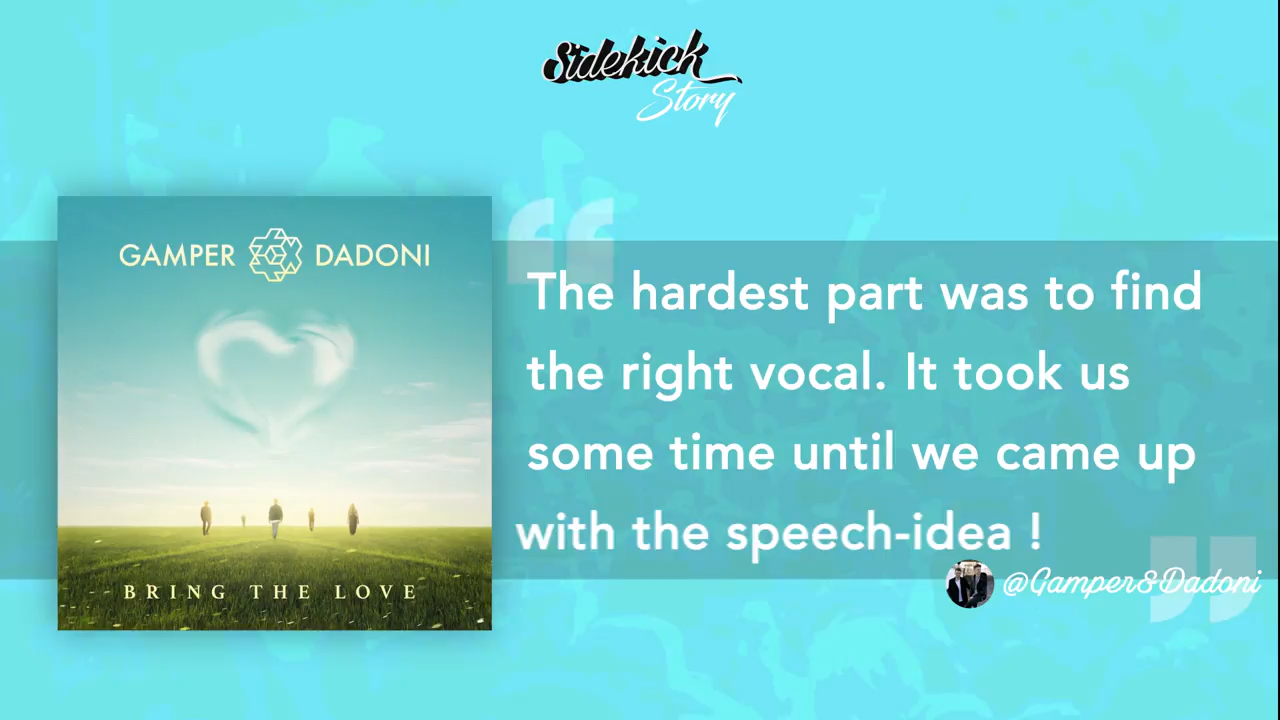 Sidekick
Story
GAMPER DADONI
BRING THE LOVE
“
The hardest part was to find
the right vocal. It took us
some time until we came up
with the speech-idea !
”
@Gamper&Dadoni